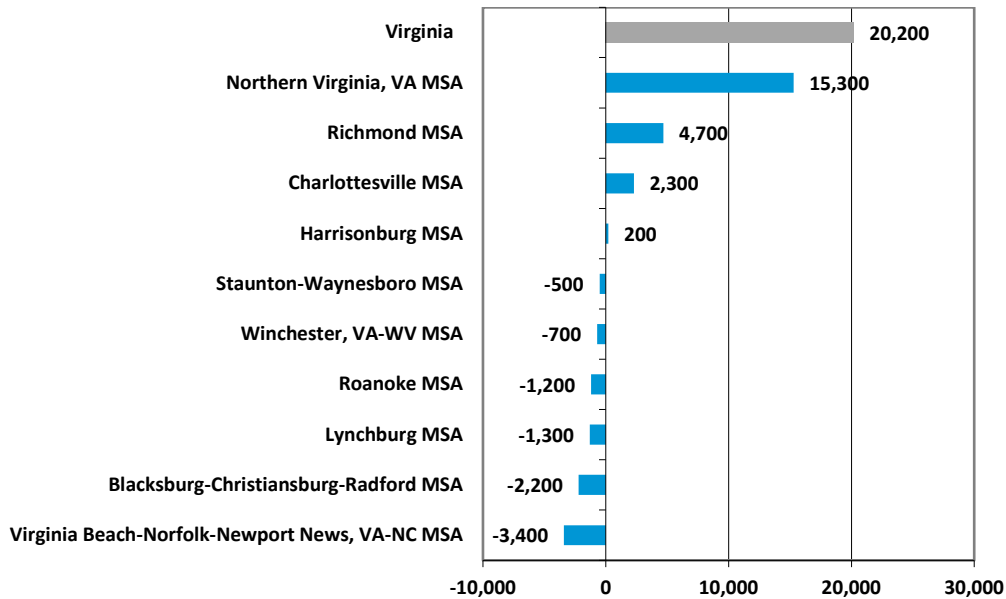 Virginia 20,200
Northern Virginia, VA MSA 15,300
Richmond MSA 4,700
Charlottesville MSA 2,300
Harrisonburg MSA 200
Staunton-Waynesboro MSA -500
Winchester, VA-WV MSA -700
Roanoke MSA -1,200
Lynchburg MSA -1,300
Blacksburg-Christiansburg-Radford MSA -2,200
Virginia Beach-Norfolk-Newport News, VA-NC MSA -3,400
-10,000 0 10,000 20,000 30,000